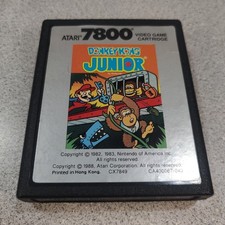 ATARI 7800 VIDEO GAME CARTRIDGE
DONKEY KONG
JUNIOR
Copyright © 1982, 1983, Nintendo of America Inc.
All rights reserved
Copyright © 1988, Atari Corporation
All rights reserved
Printed in Hong Kong CX7849